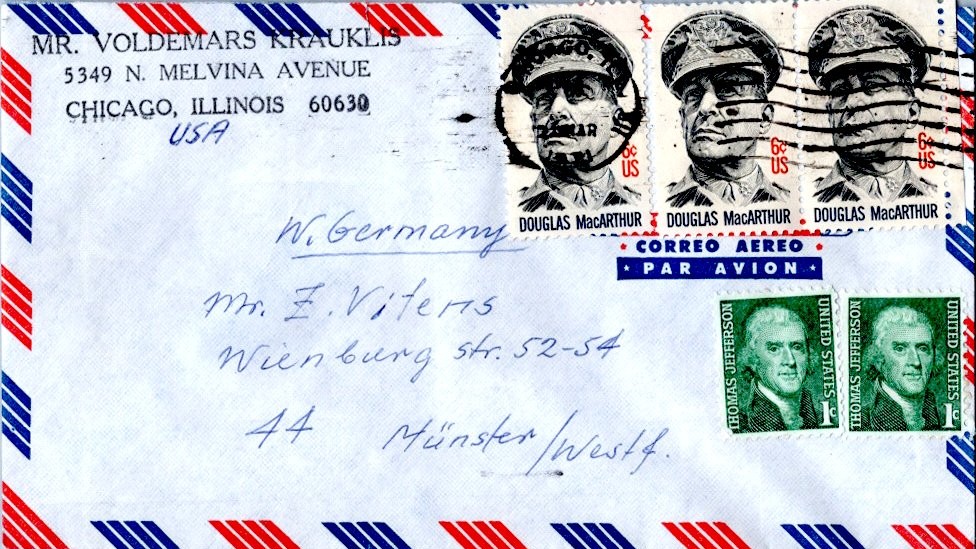 MR. VOLDEMARS KRAUKLIS
5349 N. MELVINA AVENUE
CHICAGO, ILLINOIS 60630
USA
6¢
US
DOUGLAS MacARTHUR
6¢
US
DOUGLAS MacARTHUR
6¢
US
DOUGLAS MacARTHUR
CORREO AEREO
PAR AVION
W. Germany
Mr. Z. Vitens
Wienburg str. 52-54
44 Münster/Westf.
THOMAS JEFFERSON
UNITED STATES
1¢
THOMAS JEFFERSON
UNITED STATES
1¢